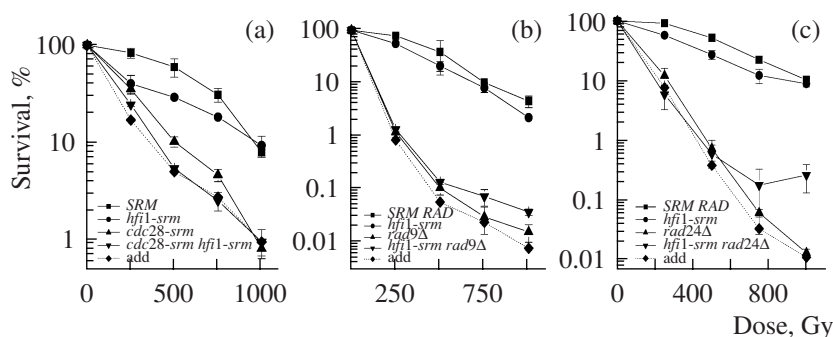 (a)
(b)
(c)
Survival, %
100
10
1
0
500
1000
SRM
hfi1-srm
cdc28-srm
cdc28-srm hfi1-srm
add
100
10
1
0.1
0.01
250
750
SRM RAD
hfi1-srm
rad9Δ
hfi1-srm rad9Δ
add
100
10
1
0.1
0.01
0
400
800
SRM RAD
hfi1-srm
rad24Δ
hfi1-srm rad24Δ
add
Dose, Gy